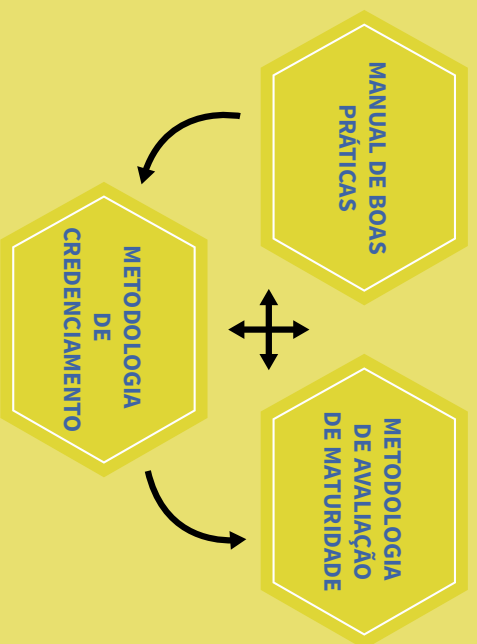 MANUAL DE BOAS
PRÁTICAS
METODOLOGIA
DE AVALIAÇÃO
DE MATURIDADE
METODOLOGIA
DE
CREDENCIAMENTO